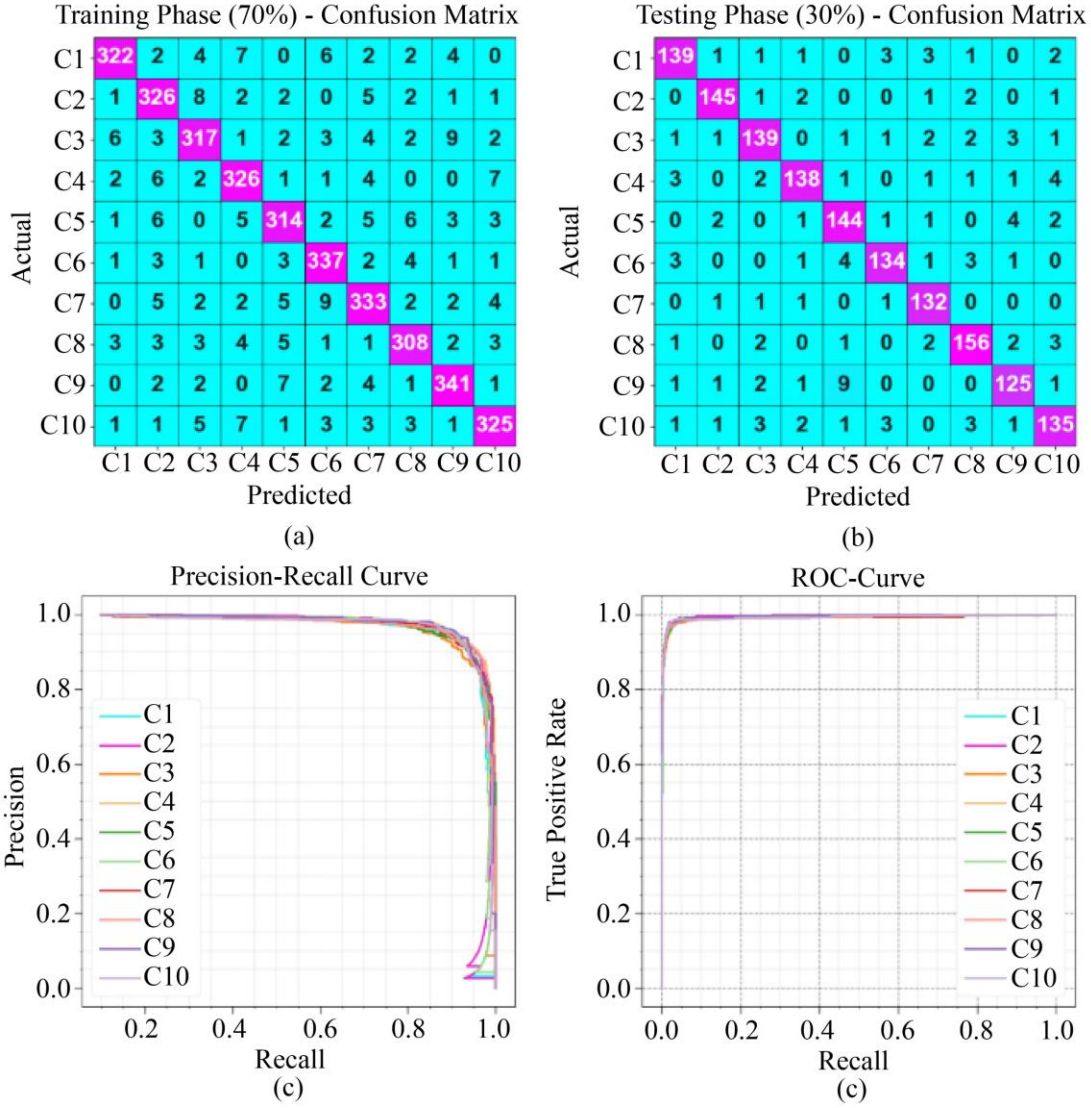 Training Phase (70%) - Confusion Matrix
C1 322 2 4 7 0 6 2 2 4 0
C2 1 326 8 2 2 0 5 2 1 1
C3 6 3 317 1 2 3 4 2 9 2
C4 2 6 2 326 1 1 4 0 0 7
C5 1 6 0 5 314 2 5 6 3 3
C6 1 3 1 0 3 337 2 4 1 1
C7 0 5 2 2 5 9 333 2 2 4
C8 3 3 3 4 5 1 1 308 2 3
C9 0 2 2 0 7 2 4 1 341 1
C10 1 1 5 7 1 3 3 3 1 325
C1 C2 C3 C4 C5 C6 C7 C8 C9 C10
Actual
Predicted
(a)
Testing Phase (30%) - Confusion Matrix
C1 139 1 1 1 0 3 3 1 0 2
C2 0 145 1 2 0 0 1 2 0 1
C3 1 1 139 0 1 1 2 2 3 1
C4 3 0 2 138 1 0 1 1 1 4
C5 0 2 0 1 144 1 1 0 4 2
C6 3 0 0 1 4 134 1 3 1 0
C7 0 1 1 1 0 1 132 0 0 0
C8 1 0 2 0 1 0 2 156 2 3
C9 1 1 2 1 9 0 0 0 125 1
C10 1 1 3 2 1 3 0 3 1 135
C1 C2 C3 C4 C5 C6 C7 C8 C9 C10
Actual
Predicted
(b)
Precision-Recall Curve
1.0
0.8
0.6
0.4
0.2
0.0
Precision
C1
C2
C3
C4
C5
C6
C7
C8
C9
C10
0.2 0.4 0.6 0.8 1.0
Recall
(c)
ROC-Curve
1.0
0.8
0.6
0.4
0.2
0.0
True Positive Rate
C1
C2
C3
C4
C5
C6
C7
C8
C9
C10
0.0 0.2 0.4 0.6 0.8 1.0
Recall
(c)